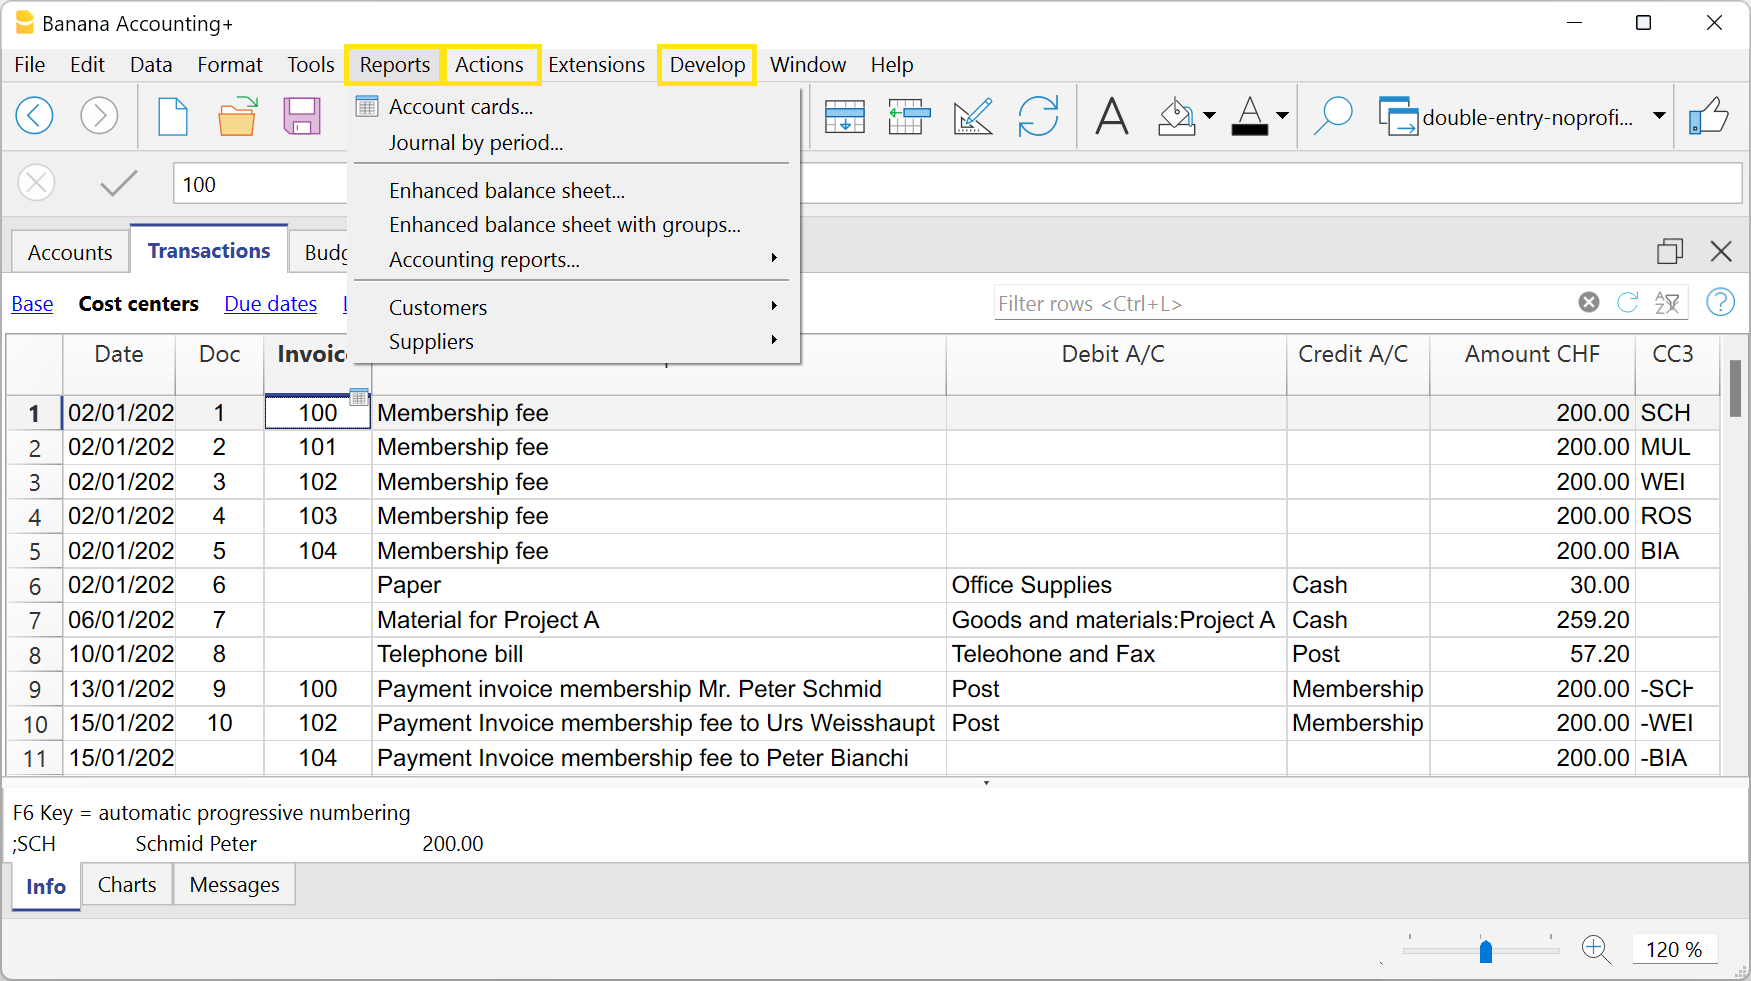 Banana Accounting+
File Edit Data Format Tools Reports Actions Extensions Develop Window Help
double-entry-noprofi...
Account cards...
Journal by period...
Enhanced balance sheet...
Enhanced balance sheet with groups...
Accounting reports...
Customers
Suppliers
100
Accounts Transactions Budg
Base Cost centers Due dates
Filter rows <Ctrl+L>
Date Doc Invoic Debit A/C Credit A/C Amount CHF CC3
1 02/01/202 1 100 Membership fee 200.00 SCH
2 02/01/202 2 101 Membership fee 200.00 MUL
3 02/01/202 3 102 Membership fee 200.00 WEI
4 02/01/202 4 103 Membership fee 200.00 ROS
5 02/01/202 5 104 Membership fee 200.00 BIA
6 02/01/202 6 Paper Office Supplies Cash 30.00
7 06/01/202 7 Material for Project A Goods and materials:Project A Cash 259.20
8 10/01/202 8 Telephone bill Teleohone and Fax Post 57.20
9 13/01/202 9 100 Payment invoice membership Mr. Peter Schmid Post Membership 200.00 -SCH
10 15/01/202 10 102 Payment Invoice membership fee to Urs Weisshaupt Post Membership 200.00 -WEI
11 15/01/202 104 Payment Invoice membership fee to Peter Bianchi 200.00 -BIA
F6 Key = automatic progressive numbering
;SCH Schmid Peter 200.00
Info Charts Messages
120 %